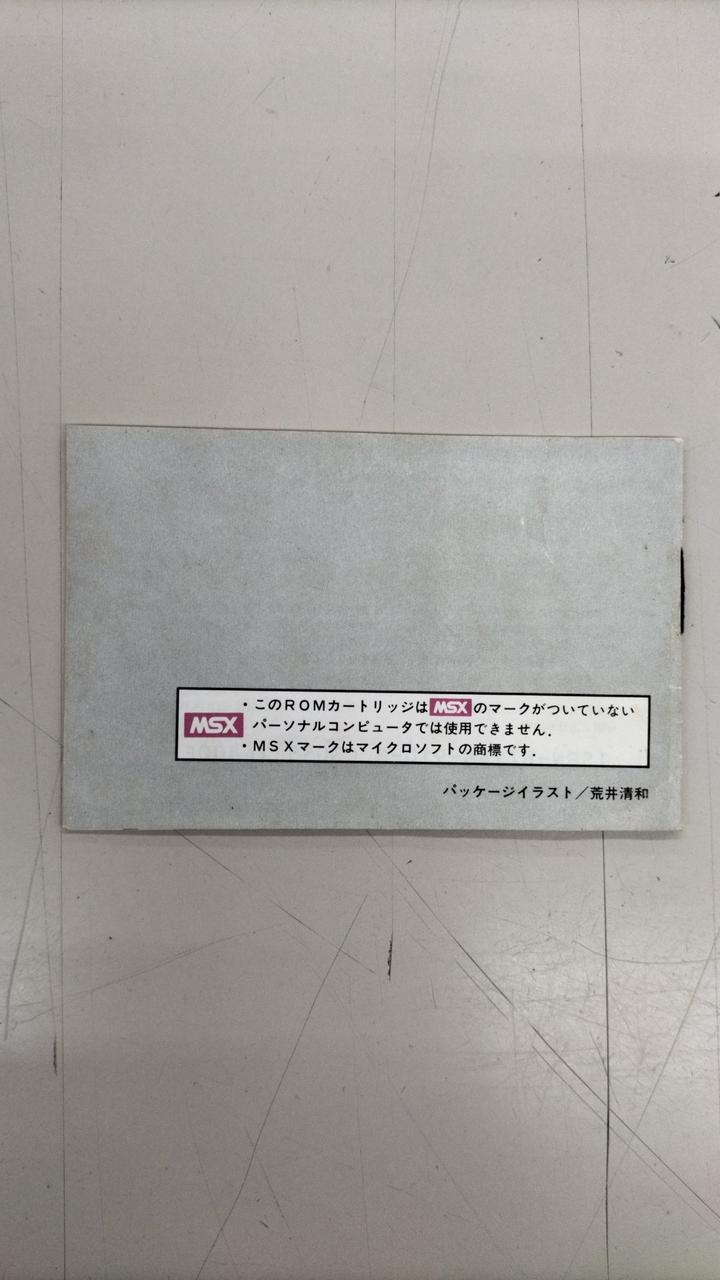 ・このROMカートリッジはMSXのマークがついていない
MSX
パーソナルコンピュータでは使用できません.
・MSXマークはマイクロソフトの商標です.
パッケージイラスト／荒井清和